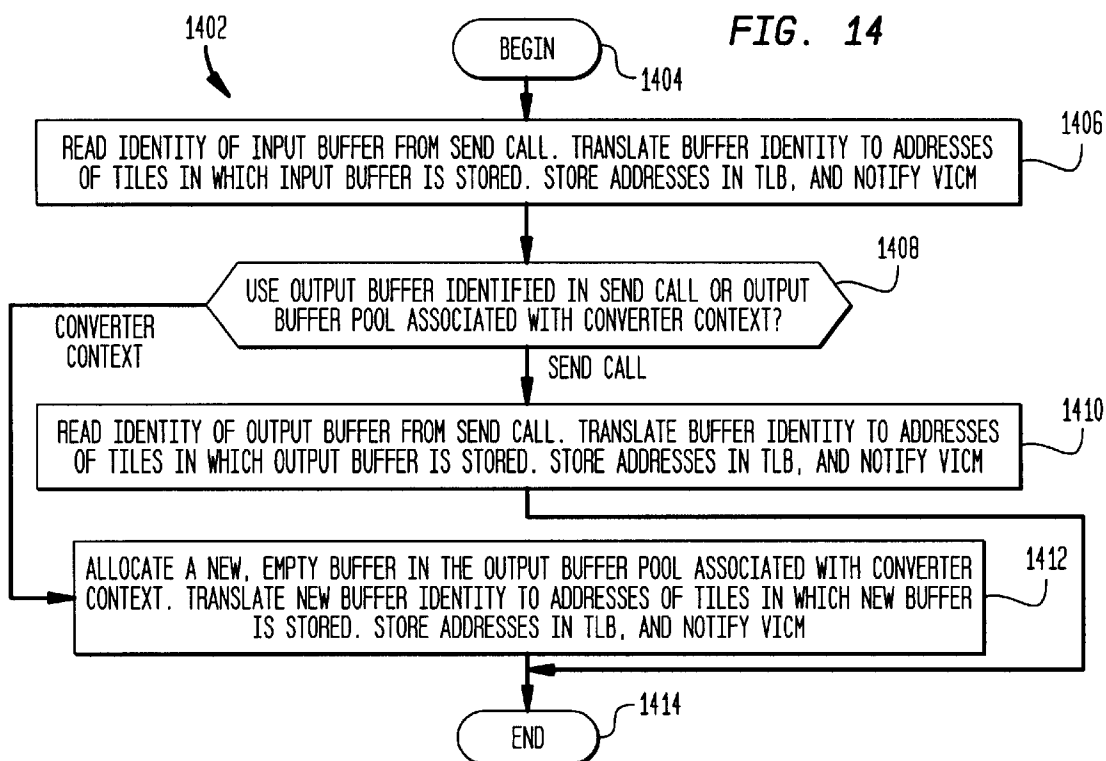 1402
BEGIN
FIG. 14
1404
1406
READ IDENTITY OF INPUT BUFFER FROM SEND CALL. TRANSLATE BUFFER IDENTITY TO ADDRESSES
OF TILES IN WHICH INPUT BUFFER IS STORED. STORE ADDRESSES IN TLB, AND NOTIFY VICM
1408
USE OUTPUT BUFFER IDENTIFIED IN SEND CALL OR OUTPUT
BUFFER POOL ASSOCIATED WITH CONVERTER CONTEXT?
CONVERTER
CONTEXT
SEND CALL
1410
READ IDENTITY OF OUTPUT BUFFER FROM SEND CALL. TRANSLATE BUFFER IDENTITY TO ADDRESSES
OF TILES IN WHICH OUTPUT BUFFER IS STORED. STORE ADDRESSES IN TLB, AND NOTIFY VICM
1412
ALLOCATE A NEW, EMPTY BUFFER IN THE OUTPUT BUFFER POOL ASSOCIATED WITH CONVERTER
CONTEXT. TRANSLATE NEW BUFFER IDENTITY TO ADDRESSES OF TILES IN WHICH NEW BUFFER
IS STORED. STORE ADDRESSES IN TLB, AND NOTIFY VICM
1414
END